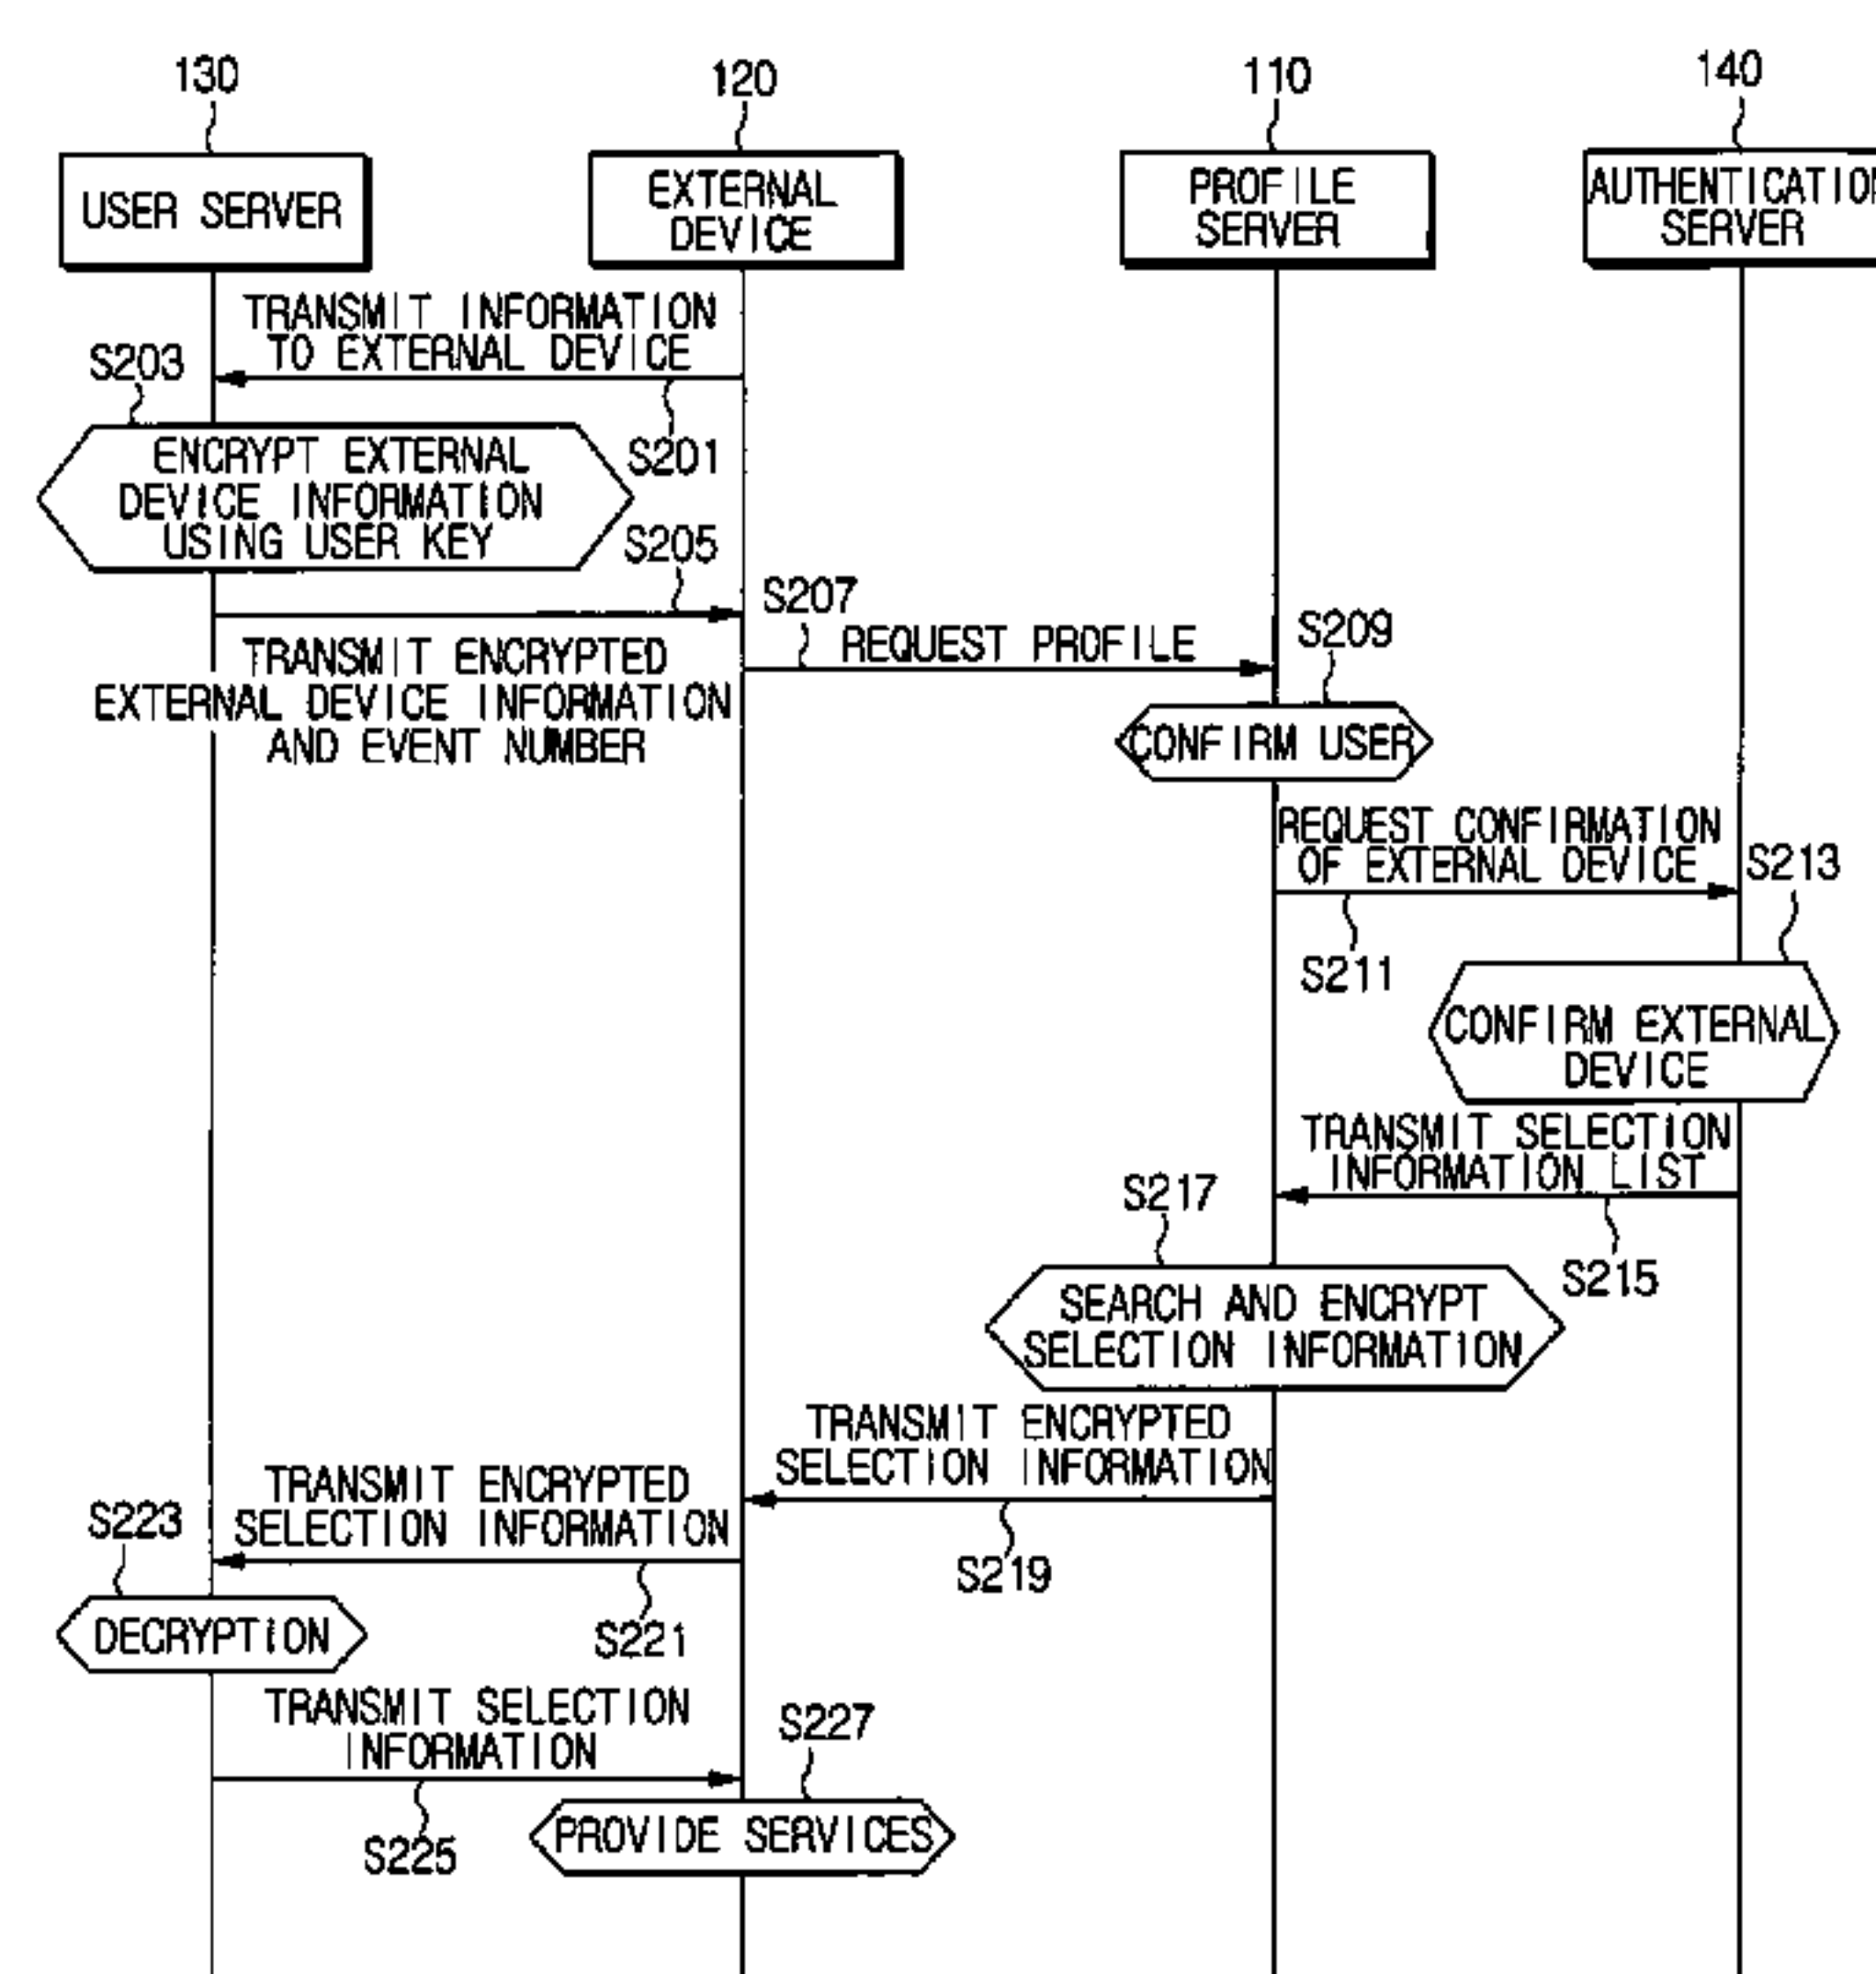 130
120
110
140
USER SERVER
EXTERNAL
DEVICE
PROFILE
SERVER
AUTHENTICATION
SERVER
TRANSMIT INFORMATION
TO EXTERNAL DEVICE
S203
S201
ENCRYPT EXTERNAL
DEVICE INFORMATION
USING USER KEY
S205
TRANSMIT ENCRYPTED
EXTERNAL DEVICE INFORMATION
AND EVENT NUMBER
S207
REQUEST PROFILE
S209
CONFIRM USER
REQUEST CONFIRMATION
OF EXTERNAL DEVICE
S213
S211
CONFIRM EXTERNAL
DEVICE
TRANSMIT SELECTION
INFORMATION LIST
S217
S215
SEARCH AND ENCRYPT
SELECTION INFORMATION
TRANSMIT ENCRYPTED
SELECTION INFORMATION
S219
TRANSMIT ENCRYPTED
SELECTION INFORMATION
S223
S221
DECRYPTION
TRANSMIT SELECTION
INFORMATION
S227
S225
PROVIDE SERVICES